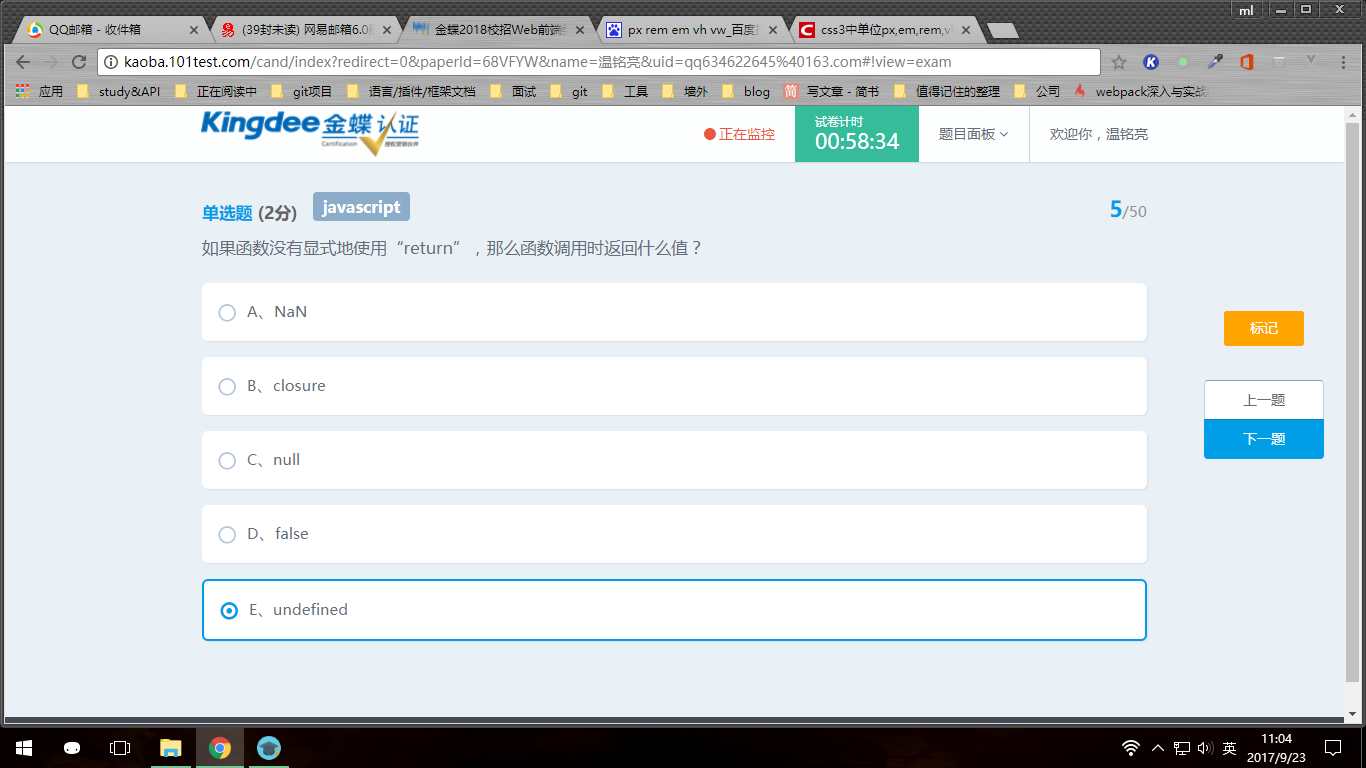 ml
QQ邮箱 - 收件箱
(39封未读) 网易邮箱6.0
金蝶2018校招Web前端
px rem em vh vw_百度
css3中单位px,em,rem,v
kaoba.101test.com/cand/index?redirect=0&paperId=68VFYW&name=温铭亮&uid=qq634622645%40163.com#!view=exam
应用
study&API
正在阅读中
git项目
语言/插件/框架文档
面试
git
工具
墙外
blog
简 写文章 - 简书
值得记住的整理
公司
webpack深入与实战
Kingdee金蝶 认证
Certification 授权营销伙伴
正在监控
试卷计时
00:58:34
题目面板
欢迎你，温铭亮
单选题 (2分) javascript
5/50
如果函数没有显式地使用“return”，那么函数调用时返回什么值？
A、NaN
B、closure
C、null
D、false
E、undefined
标记
上一题
下一题
英
11:04
2017/9/23